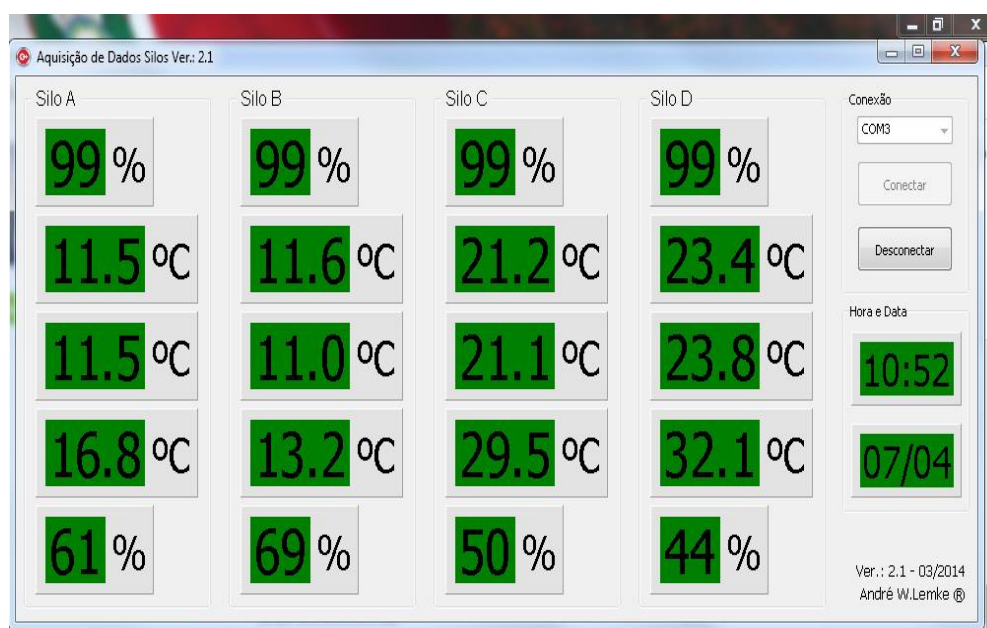 Aquisição de Dados Silos Ver.: 2.1
Silo A
99 %
11.5 ºC
11.5 ºC
16.8 ºC
61 %
Silo B
99 %
11.6 ºC
11.0 ºC
13.2 ºC
69 %
Silo C
99 %
21.2 ºC
21.1 ºC
29.5 ºC
50 %
Silo D
99 %
23.4 ºC
23.8 ºC
32.1 ºC
44 %
Conexão
COM3
Conectar
Desconectar
Hora e Data
10:52
07/04
Ver.: 2.1 - 03/2014
André W.Lemke ®